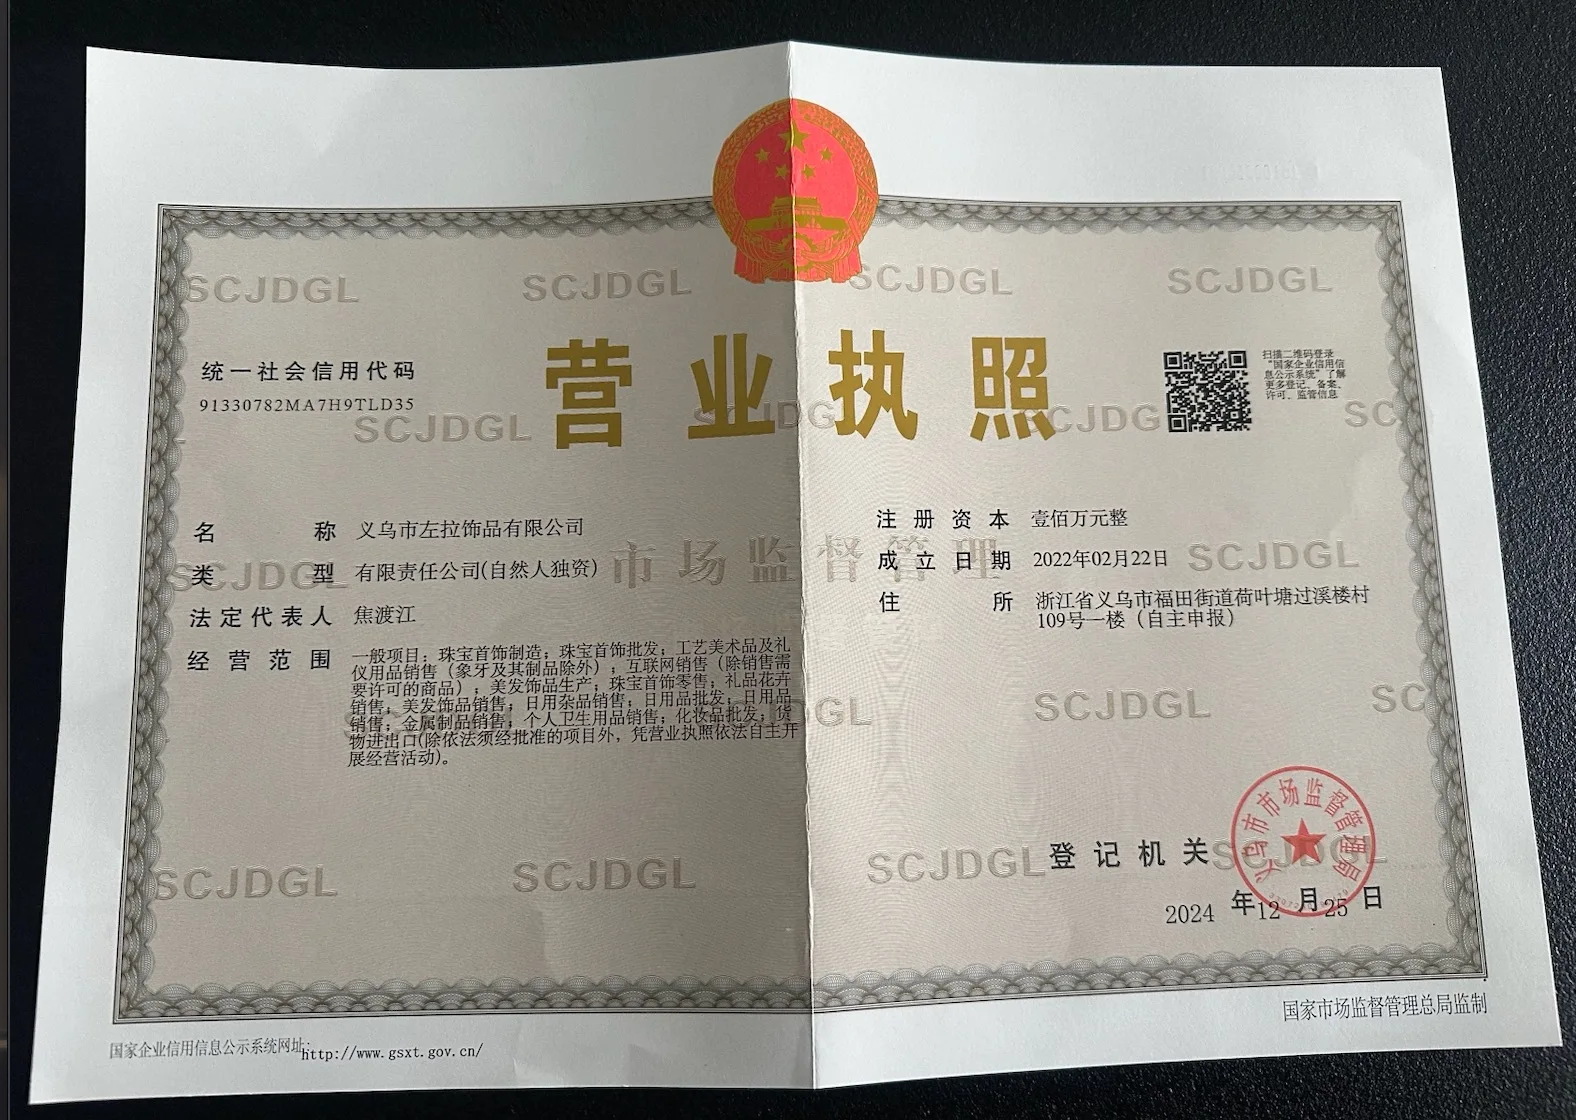 统一社会信用代码
91330782MA7H9TLD35
营业执照
扫描二维码登录
“国家企业信用信
息公示系统”了解
更多登记、备案、
许可、监管信息
名称 义乌市左拉饰品有限公司
类型 有限责任公司(自然人独资)
法定代表人 焦渡江
经营范围 一般项目：珠宝首饰制造；珠宝首饰批发；工艺美术品及礼
仪用品销售（象牙及其制品除外）；互联网销售（除销售需
要许可的商品）；美发饰品生产；珠宝首饰零售；礼品花卉
销售；美发饰品销售；日用杂品销售；日用品批发；日用品
销售；金属制品销售；个人卫生用品销售；化妆品批发；货
物进出口(除依法须经批准的项目外，凭营业执照依法自主开
展经营活动)。
注册资本 壹佰万元整
成立日期 2022年02月22日
住所 浙江省义乌市福田街道荷叶塘过溪楼村
109号一楼（自主申报）
市场监督管理
SCJDGL
SCJDGL
SCJDGL
SCJDGL
SCJDGL
SCJDGL
SCJDGL
SCJDGL
SCJDGL
SCJDGL
SCJDGL
SCJDGL
登记机关
义乌市市场监督管理局
2024 年 12 月 25 日
国家企业信用信息公示系统网址:http://www.gsxt.gov.cn/
国家市场监督管理总局监制